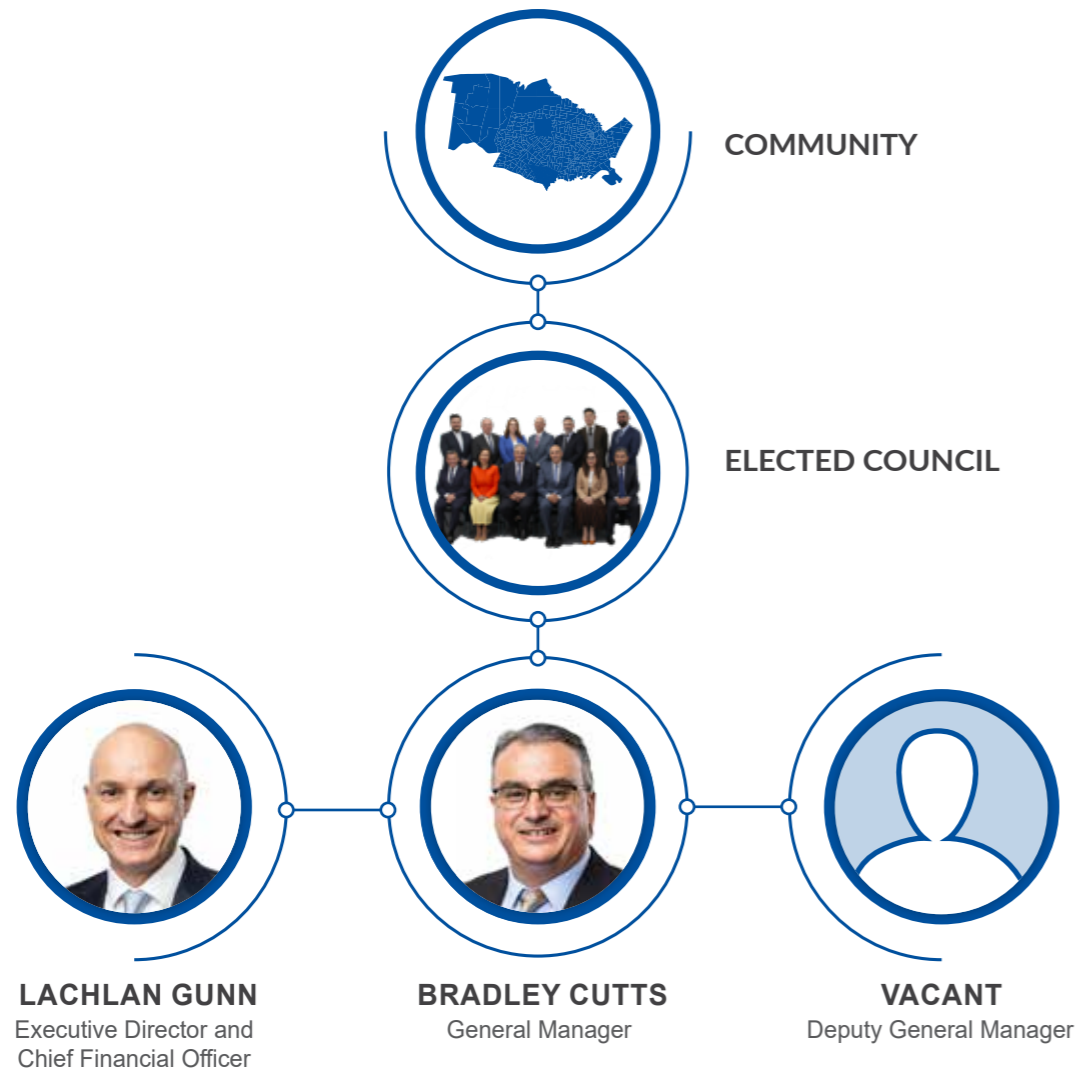 COMMUNITY
ELECTED COUNCIL
LACHLAN GUNN
Executive Director and
Chief Financial Officer
BRADLEY CUTTS
General Manager
VACANT
Deputy General Manager